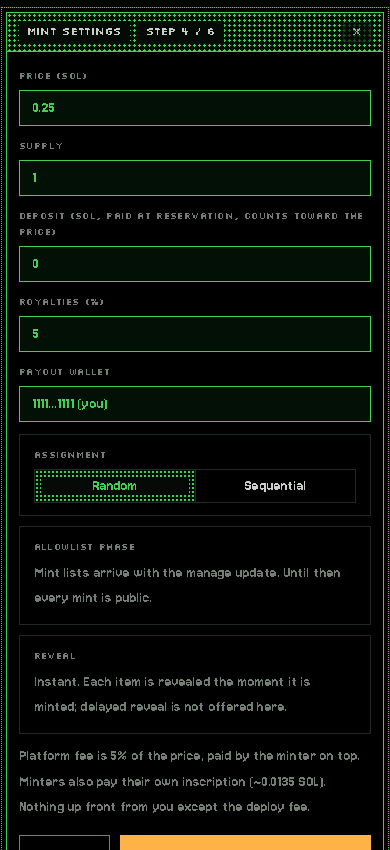 MINT SETTINGS
STEP 4 / 6
X
PRICE (SOL)
0.25
SUPPLY
1
DEPOSIT (SOL, PAID AT RESERVATION, COUNTS TOWARD THE
PRICE)
0
ROYALTIES (%)
5
PAYOUT WALLET
1111...1111 (you)
ASSIGNMENT
Random
Sequential
ALLOWLIST PHASE
Mint lists arrive with the manage update. Until then
every mint is public.
REVEAL
Instant. Each item is revealed the moment it is
minted; delayed reveal is not offered here.
Platform fee is 5% of the price, paid by the minter on top.
Minters also pay their own inscription (~0.0135 SOL).
Nothing up front from you except the deploy fee.